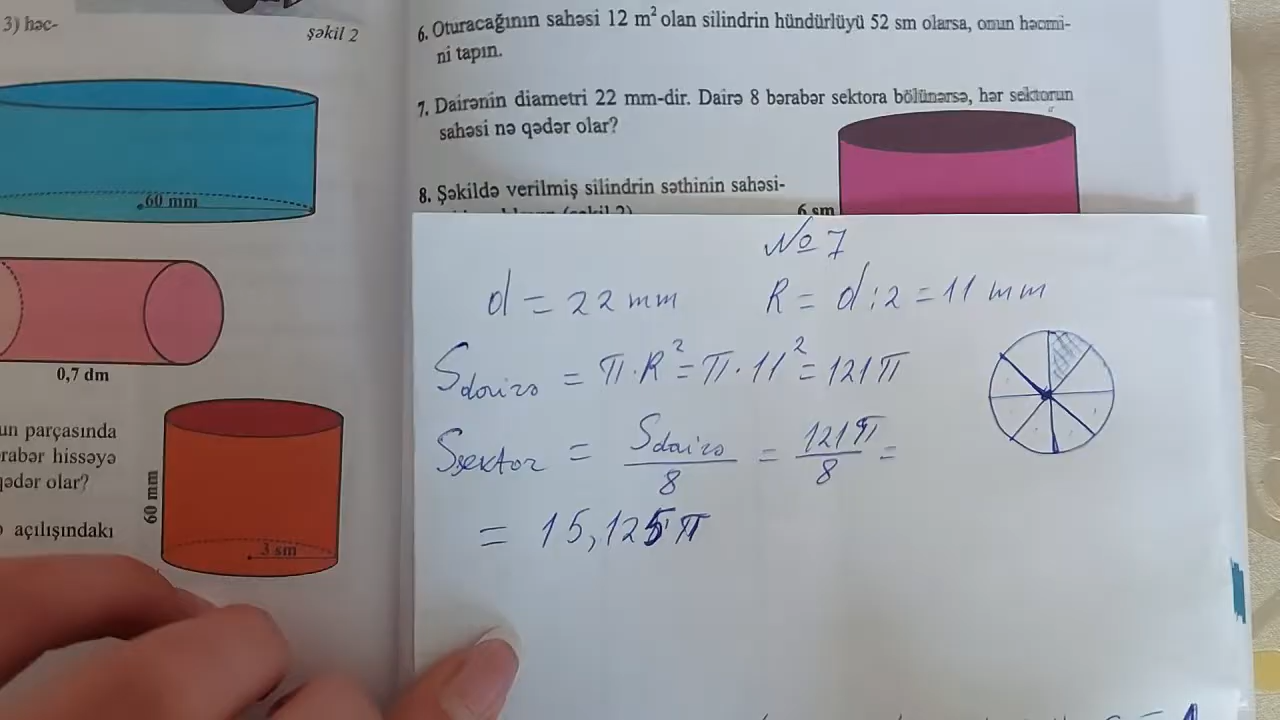 3) həc-
şəkil 2
60 mm
0,7 dm
un parçasında
rabər hissəyə
qədər olar?
60 mm
3 sm
açılışındakı
6. Oturacağının sahəsi 12 m² olan silindrin hündürlüyü 52 sm olarsa, onun həcmi-
ni tapın.
7. Dairənin diametri 22 mm-dir. Dairə 8 bərabər sektora bölünərsə, hər sektorun
sahəsi nə qədər olar?
8. Şəkildə verilmiş silindrin səthinin sahəsi-
6 sm
№ 7
d = 22 mm R = d : 2 = 11 mm
Sdairə = π · R² = π · 11² = 121π
Ssektor = Sdairə/8 = 121π/8 =
= 15,125π